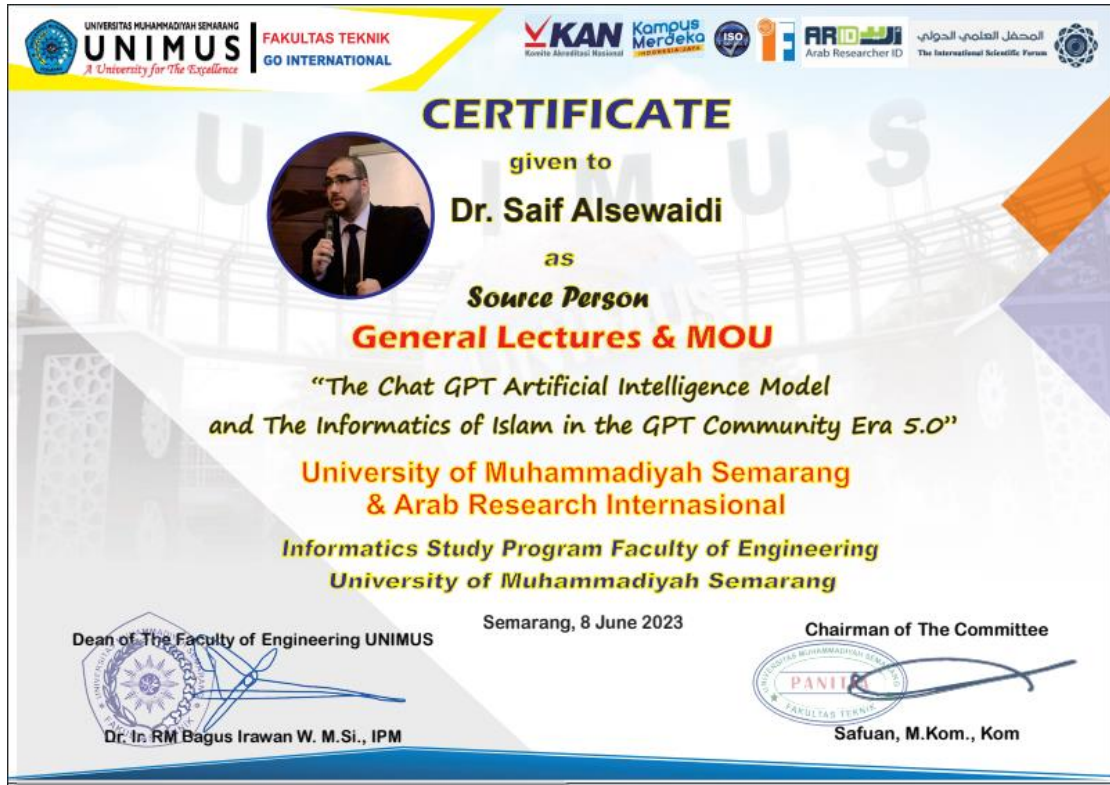 UNIVERSITAS MUHAMMADIYAH SEMARANG
UNIMUS
A University for The Excellence
FAKULTAS TEKNIK
GO INTERNATIONAL
KAN
Komite Akreditasi Nasional
Kampus
Merdeka
INDONESIA JAYA
ISO
ARID
Arab Researcher ID
المحفل العلمي الدولي
The International Scientific Forum
UNIMUS
CERTIFICATE
given to
Dr. Saif Alsewaidi
as
Source Person
General Lectures & MOU
“The Chat GPT Artificial Intelligence Model
and The Informatics of Islam in the GPT Community Era 5.0”
University of Muhammadiyah Semarang
& Arab Research Internasional
Informatics Study Program Faculty of Engineering
University of Muhammadiyah Semarang
Semarang, 8 June 2023
Dean of The Faculty of Engineering UNIMUS
Dr. Ir. RM Bagus Irawan W. M.Si., IPM
Chairman of The Committee
UNIVERSITAS MUHAMMADIYAH SEMARANG
PANITIA
FAKULTAS TEKNIK
Safuan, M.Kom., Kom